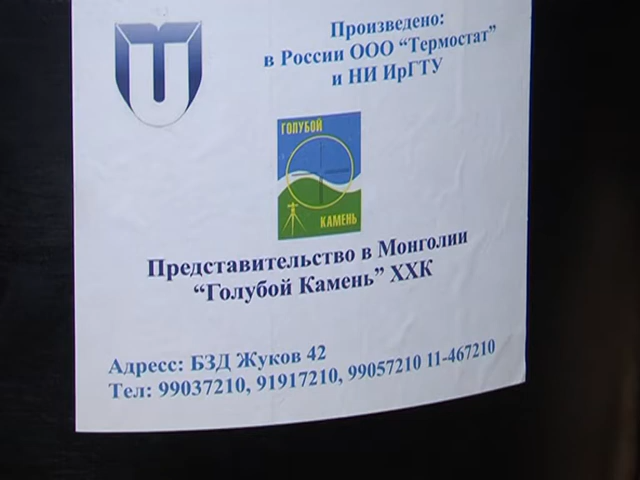 Произведено:
в России ООО “Термостат”
и НИ ИрГТУ
ГОЛУБОЙ
КАМЕНЬ
Представительство в Монголии
“Голубой Камень” ХХК
Адресс: БЗД Жуков 42
Тел: 99037210, 91917210, 99057210 11-467210